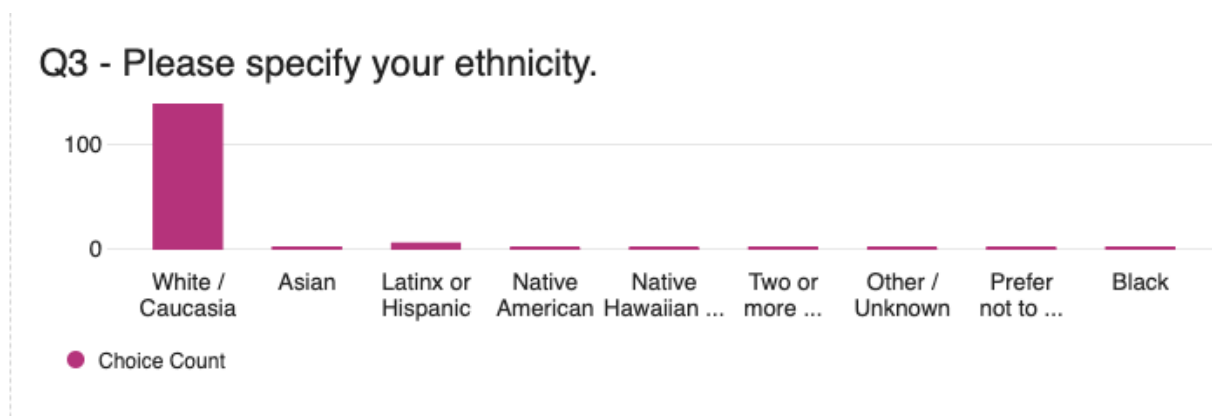 Q3 - Please specify your ethnicity.
100
0
White /
Caucasia
Asian
Latinx or
Hispanic
Native
American
Native
Hawaiian ...
Two or
more ...
Other /
Unknown
Prefer
not to ...
Black
Choice Count